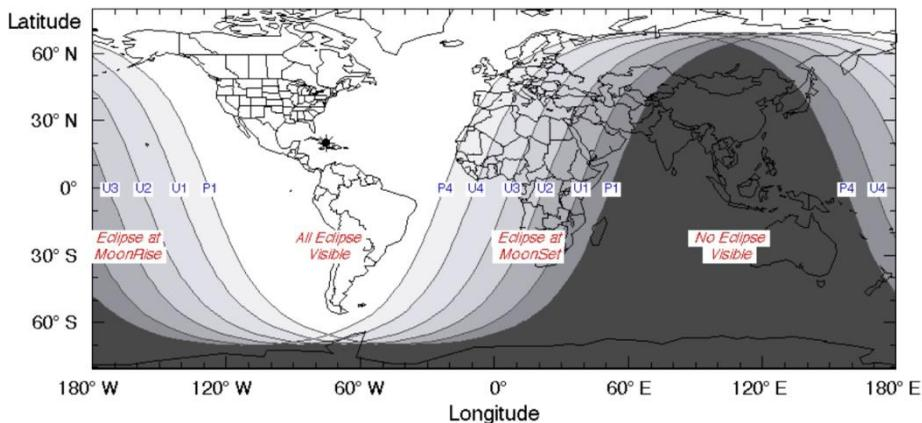 Latitude
60° N
30° N
0°
30° S
60° S
U3 U2 U1 P1 P4 U4 U3 U2 U1 P1 P4 U4
Eclipse at
MoonRise
All Eclipse
Visible
Eclipse at
MoonSet
No Eclipse
Visible
180° W 120° W 60° W 0° 60° E 120° E 180° E
Longitude